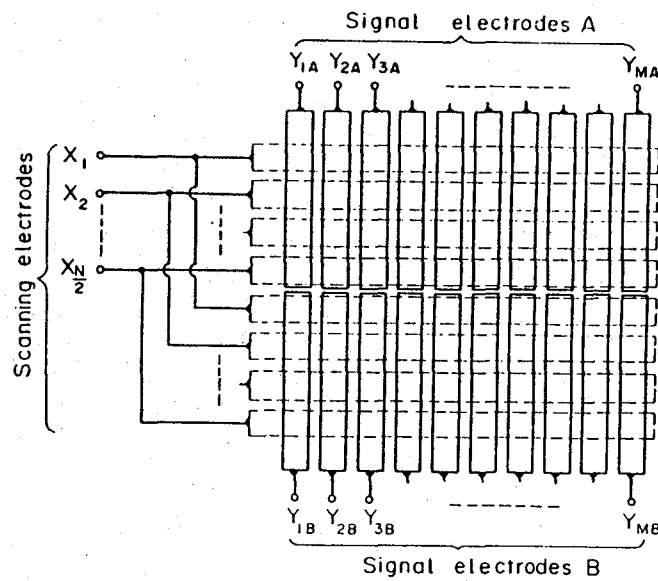 Signal electrodes A
Y1A Y2A Y3A YMA
Scanning electrodes
X1
X2
XN/2
Y1B Y2B Y3B YMB
Signal electrodes B